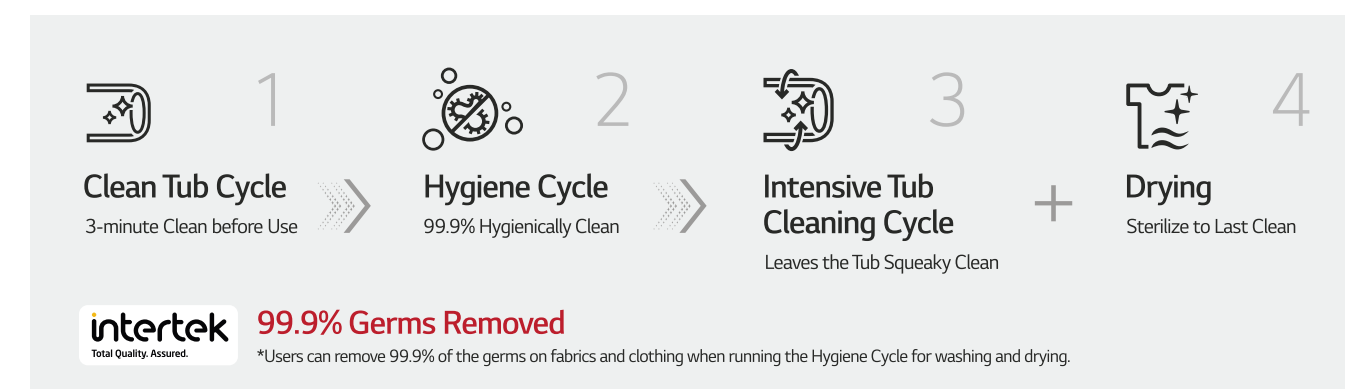 1
Clean Tub Cycle
3-minute Clean before Use
2
Hygiene Cycle
99.9% Hygienically Clean
3
Intensive Tub
Cleaning Cycle
Leaves the Tub Squeaky Clean
+
4
Drying
Sterilize to Last Clean
intertek
Total Quality. Assured.
99.9% Germs Removed
*Users can remove 99.9% of the germs on fabrics and clothing when running the Hygiene Cycle for washing and drying.